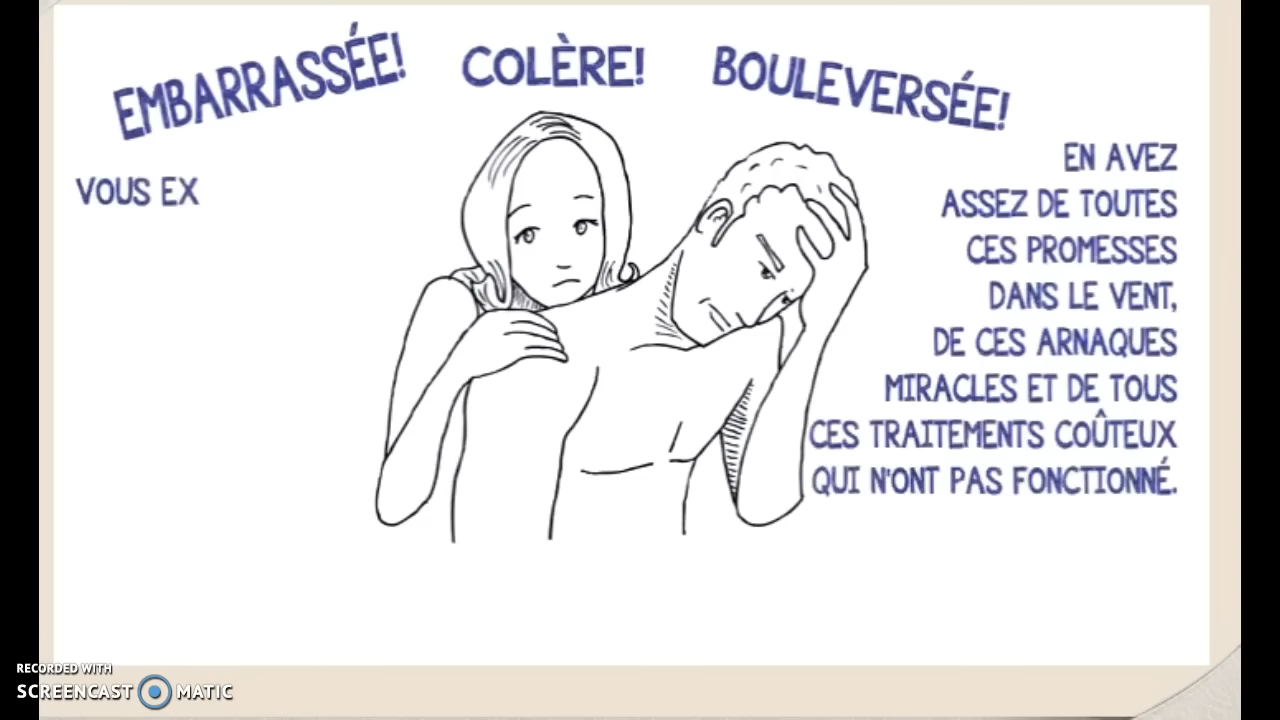 EMBARRASSÉE!
COLÈRE!
BOULEVERSÉE!
VOUS EX
EN AVEZ
ASSEZ DE TOUTES
CES PROMESSES
DANS LE VENT,
DE CES ARNAQUES
MIRACLES ET DE TOUS
CES TRAITEMENTS COÛTEUX
QUI N'ONT PAS FONCTIONNÉ.
RECORDED WITH
SCREENCAST MATIC